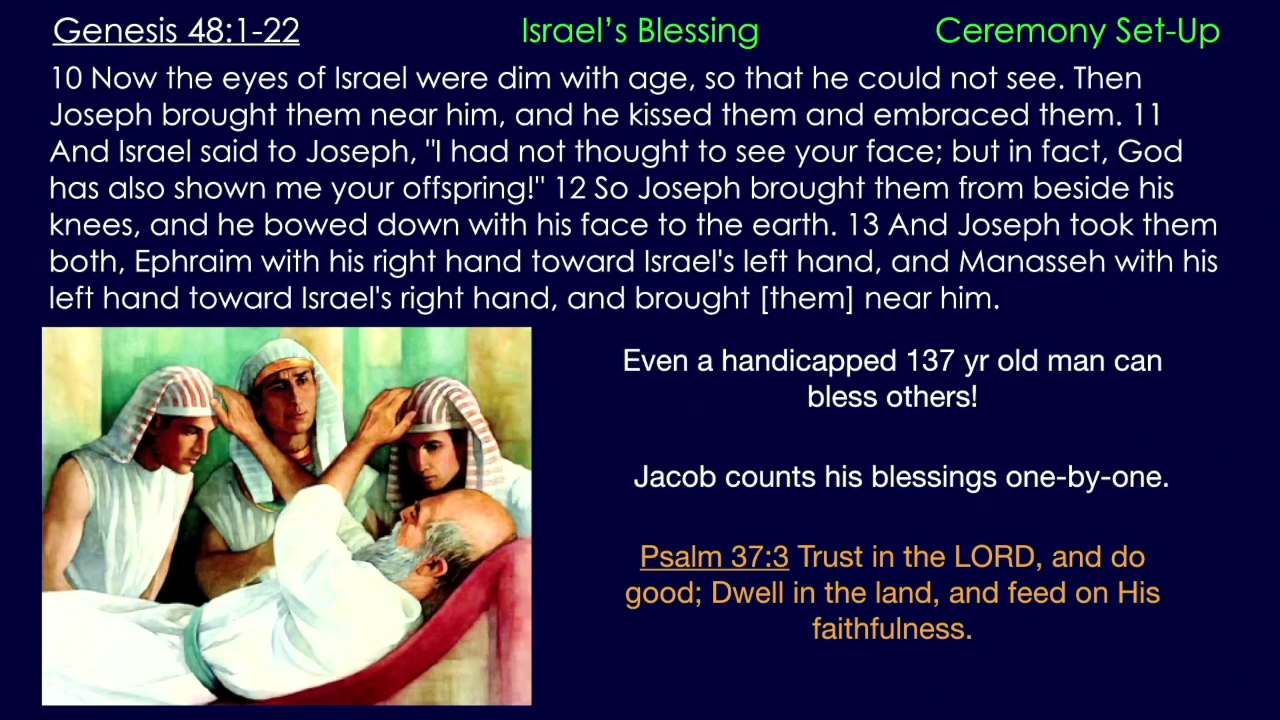 Genesis 48:1-22 Israel’s Blessing Ceremony Set-Up
10 Now the eyes of Israel were dim with age, so that he could not see. Then
Joseph brought them near him, and he kissed them and embraced them. 11
And Israel said to Joseph, "I had not thought to see your face; but in fact, God
has also shown me your offspring!" 12 So Joseph brought them from beside his
knees, and he bowed down with his face to the earth. 13 And Joseph took them
both, Ephraim with his right hand toward Israel's left hand, and Manasseh with his
left hand toward Israel's right hand, and brought [them] near him.
Even a handicapped 137 yr old man can
bless others!
Jacob counts his blessings one-by-one.
Psalm 37:3 Trust in the LORD, and do
good; Dwell in the land, and feed on His
faithfulness.